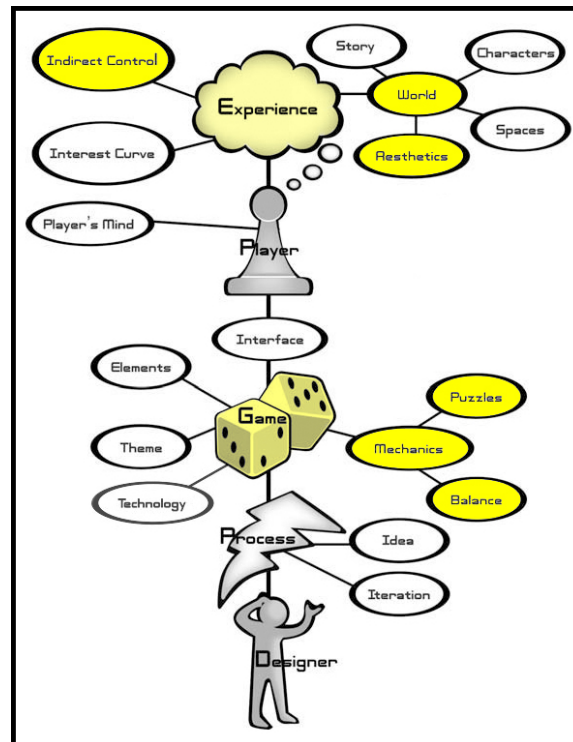 Indirect Control
Story
Characters
Experience
World
Interest Curve
Spaces
Aesthetics
Player's Mind
Player
Interface
Elements
Puzzles
Game
Theme
Mechanics
Technology
Balance
Process
Idea
Iteration
Designer